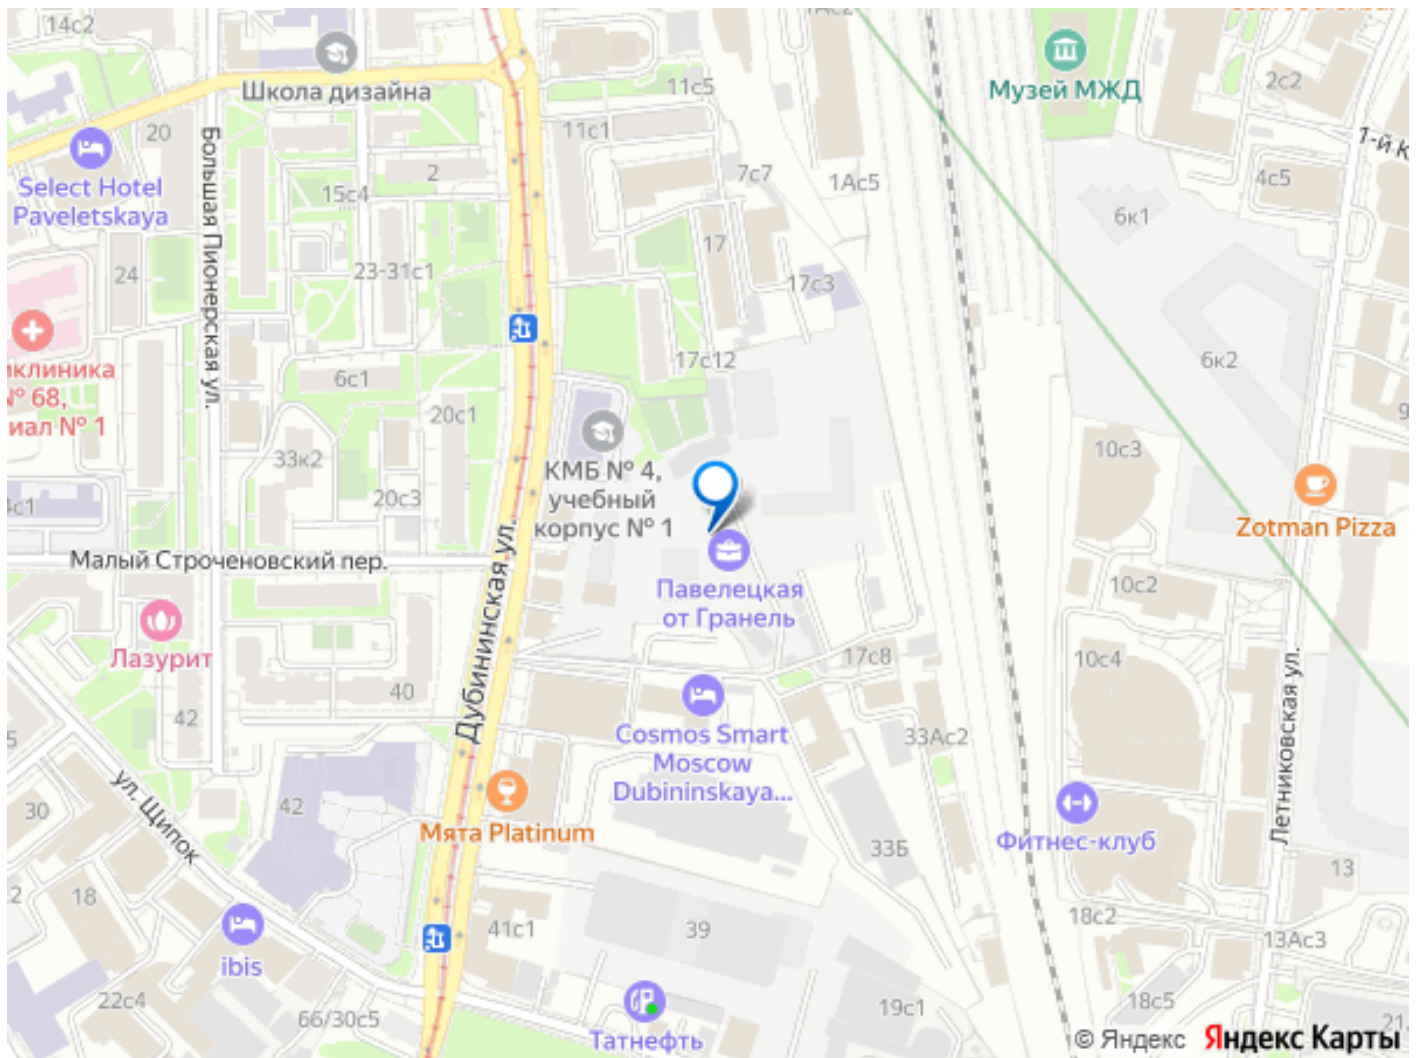 14с2
Школа дизайна
11с5
Музей МЖД
2с2
20
11с1
1-й К
Select Hotel
Paveletskaya
Большая Пионерская ул.
2
15с4
7с7
1Ас5
4с5
6к1
24
23-31с1
17
17с3
6к2
17с12
иклиника
№ 68,
иал № 1
6с1
20с1
33к2
20с3
4с1
КМБ № 4,
учебный
корпус № 1
10с3
Zotman Pizza
Малый Строченовский пер.
Дубининская ул.
Павелецкая
от Гранель
10с2
Лазурит
17с8
10с4
40
42
5
Cosmos Smart
Moscow
Dubininskaya...
33Ас2
Летниковская ул.
ул. Щипок
30
42
Мята Platinum
33Б
Фитнес-клуб
13
2
18
41с1
39
18с2
13Ас3
ibis
22с4
66/30с5
Татнефть
19с1
18с5
21
© Яндекс Яндекс Карты